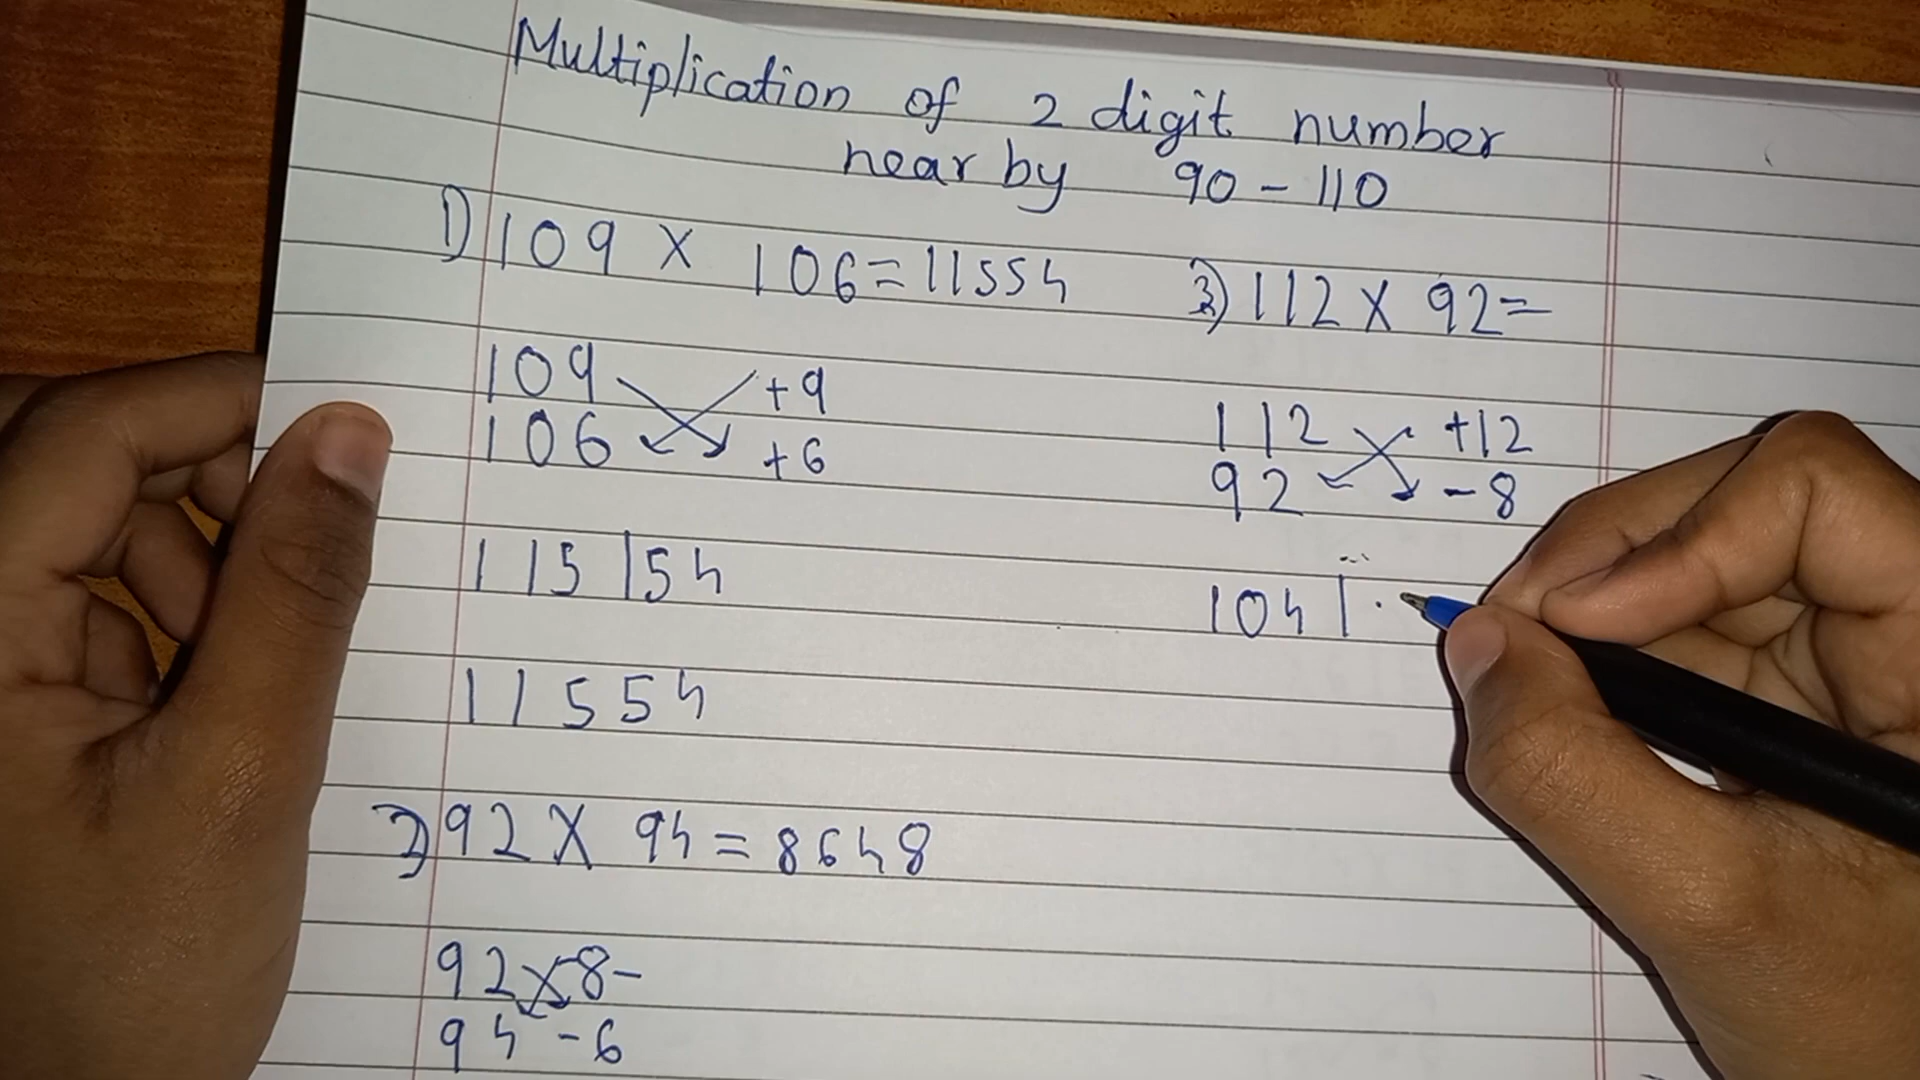 Multiplication of 2 digit number
near by 90 - 110
1) 109 X 106 = 11554
109 +9
106 +6
115 | 54
11554
2) 92 X 94 = 8648
92 8-
94 - 6
3) 112 X 92 =
112 +12
92 - 8
104 | .